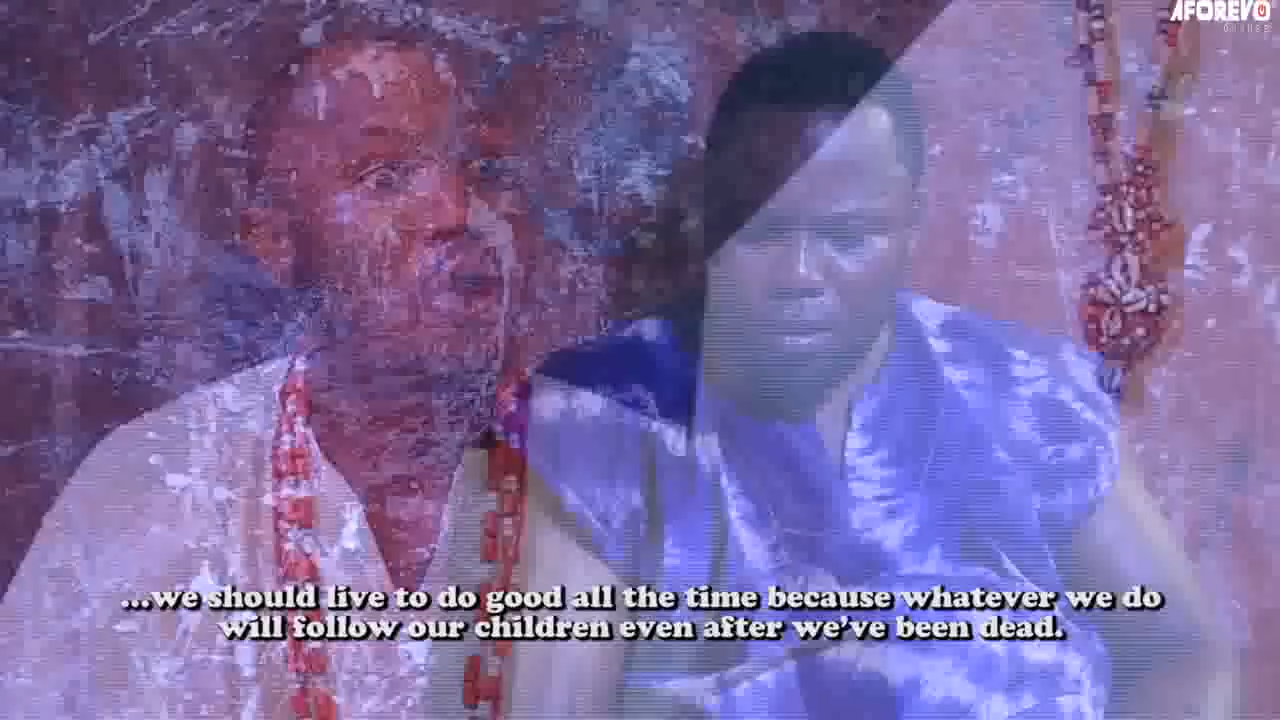 AFOREVO
...we should live to do good all the time because whatever we do
will follow our children even after we've been dead.